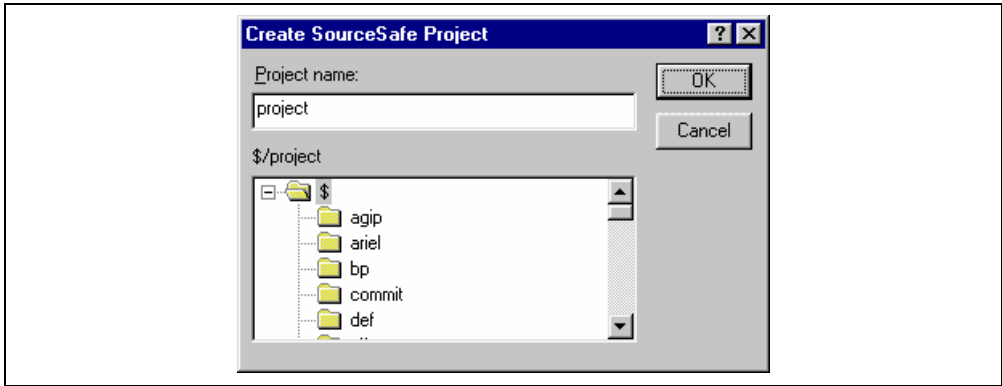 Create SourceSafe Project
Project name:
OK
project
Cancel
$/project
$
agip
ariel
bp
commit
def